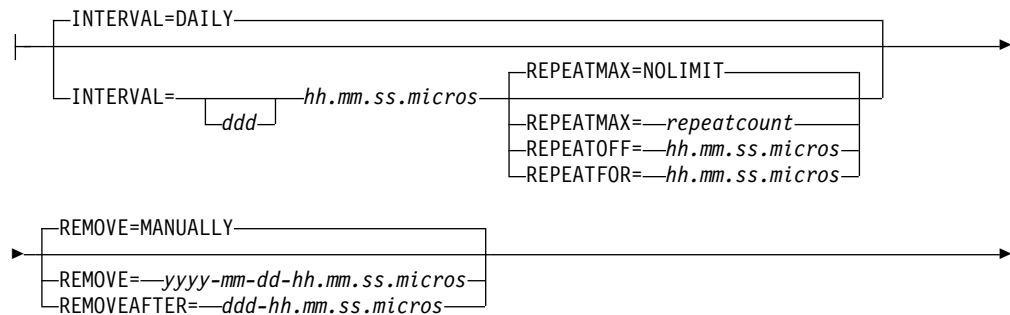 INTERVAL=DAILY
INTERVAL= ddd hh.mm.ss.micros
REPEATMAX=NOLIMIT
REPEATMAX= repeatcount
REPEATOFF= hh.mm.ss.micros
REPEATFOR= hh.mm.ss.micros
REMOVE=MANUALLY
REMOVE= yyyy-mm-dd-hh.mm.ss.micros
REMOVEAFTER= ddd-hh.mm.ss.micros